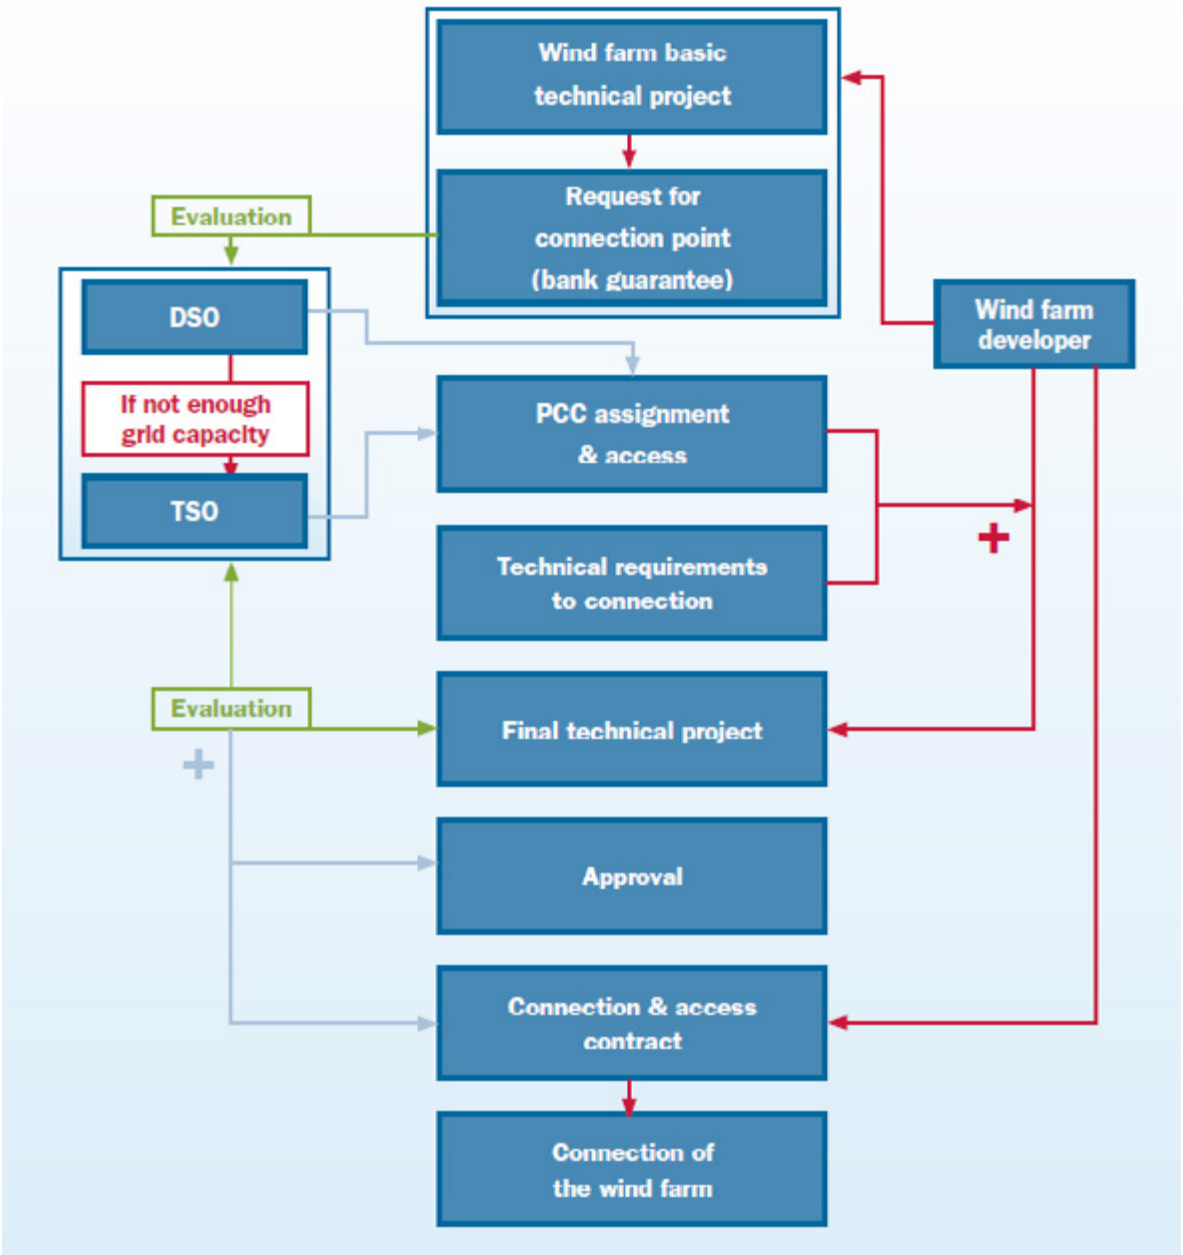 Wind farm basic
technical project
Request for
connection point
(bank guarantee)
Evaluation
DSO
If not enough
grid capacity
TSO
Wind farm
developer
PCC assignment
& access
+
Technical requirements
to connection
Evaluation
+
Final technical project
Approval
Connection & access
contract
Connection of
the wind farm